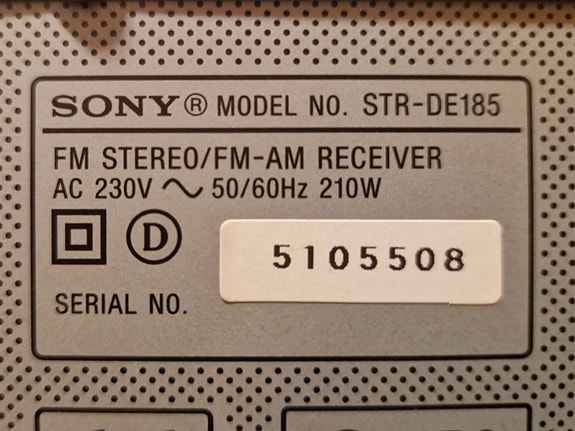 SONY® MODEL NO. STR-DE185
FM STEREO/FM-AM RECEIVER
AC 230V ~ 50/60Hz 210W
D
5105508
SERIAL NO.